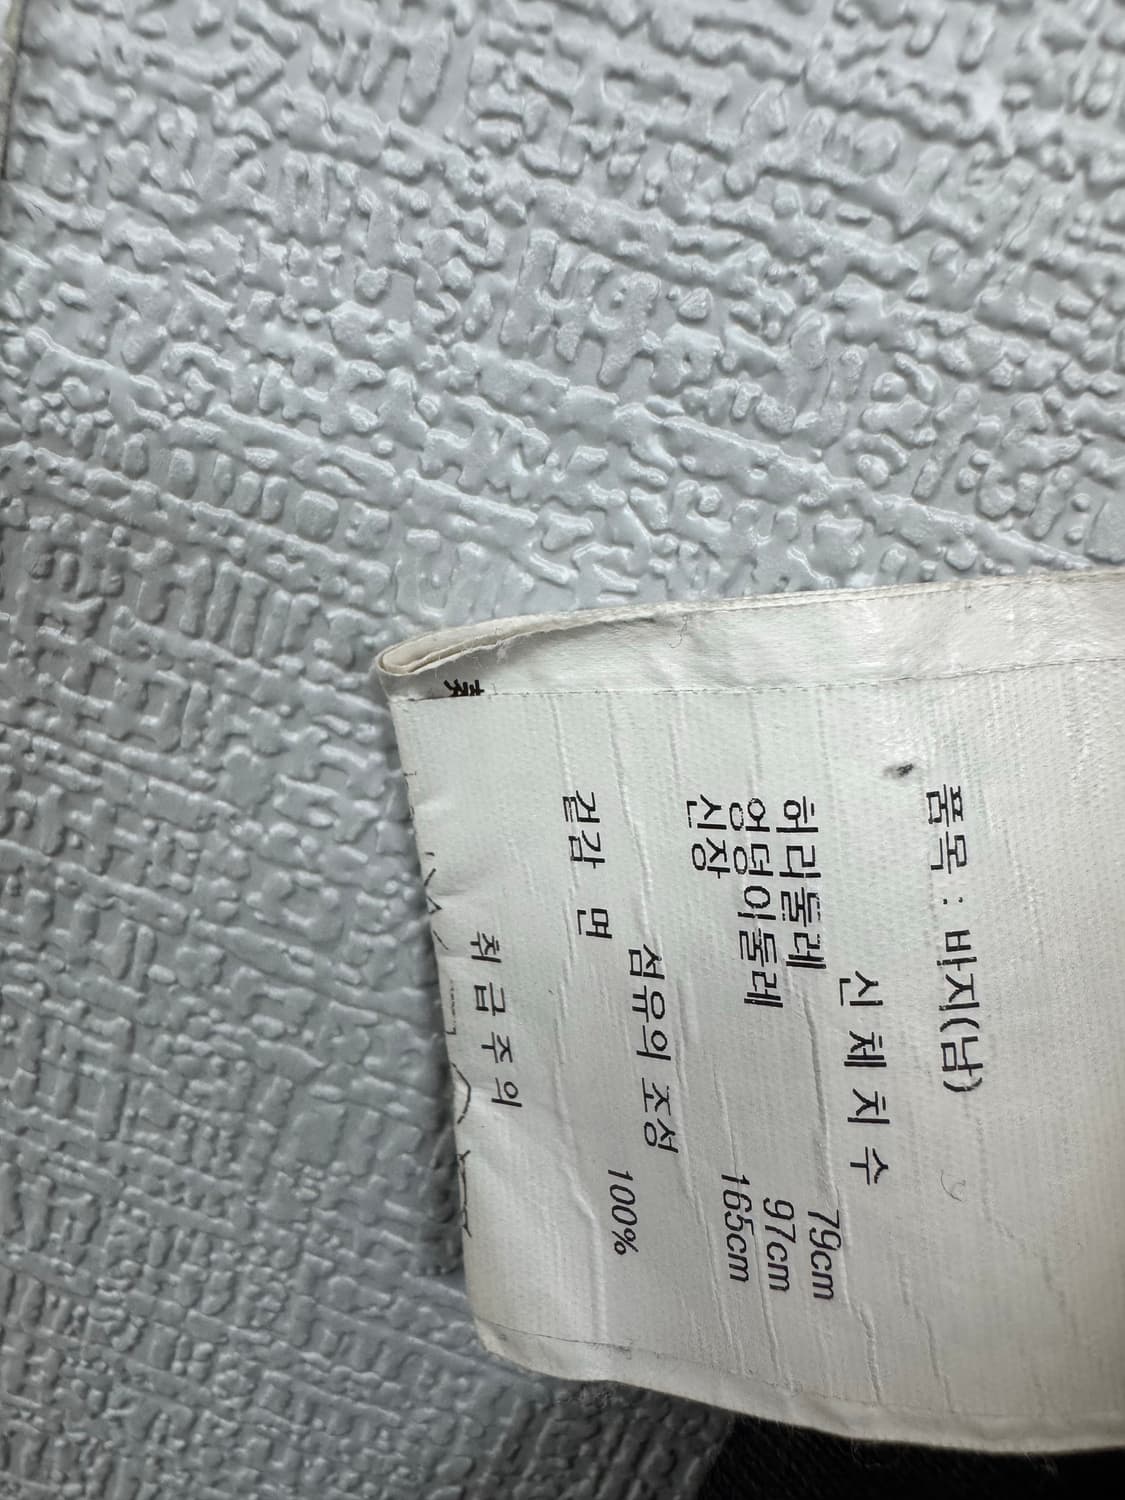 품목 : 바지(남)
신 체 치 수
허리둘레 79cm
엉덩이둘레 97cm
신장 165cm
섬유의 조성
겉감 면 100%
취 급 주 의